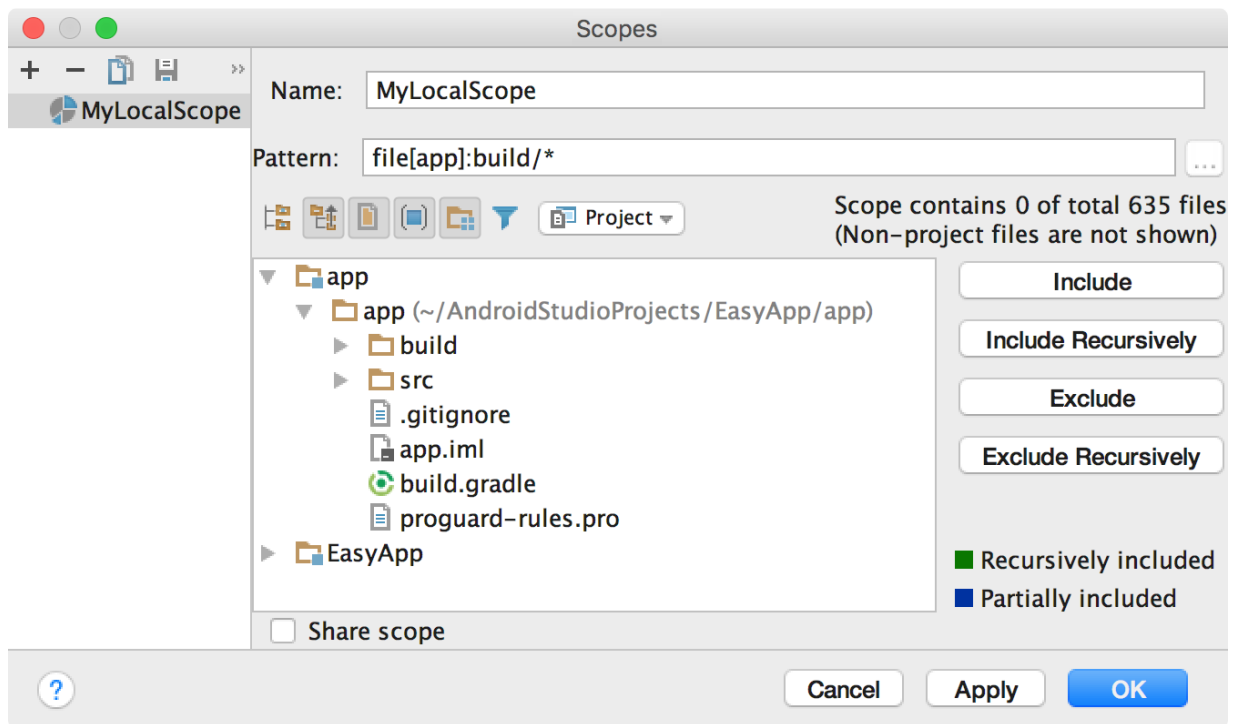 Scopes
MyLocalScope
Name: MyLocalScope
Pattern: file[app]:build/* ...
Project
Scope contains 0 of total 635 files
(Non-project files are not shown)
app
app (~/AndroidStudioProjects/EasyApp/app)
build
src
.gitignore
app.iml
build.gradle
proguard-rules.pro
EasyApp
Include
Include Recursively
Exclude
Exclude Recursively
Recursively included
Partially included
Share scope
? Cancel Apply OK